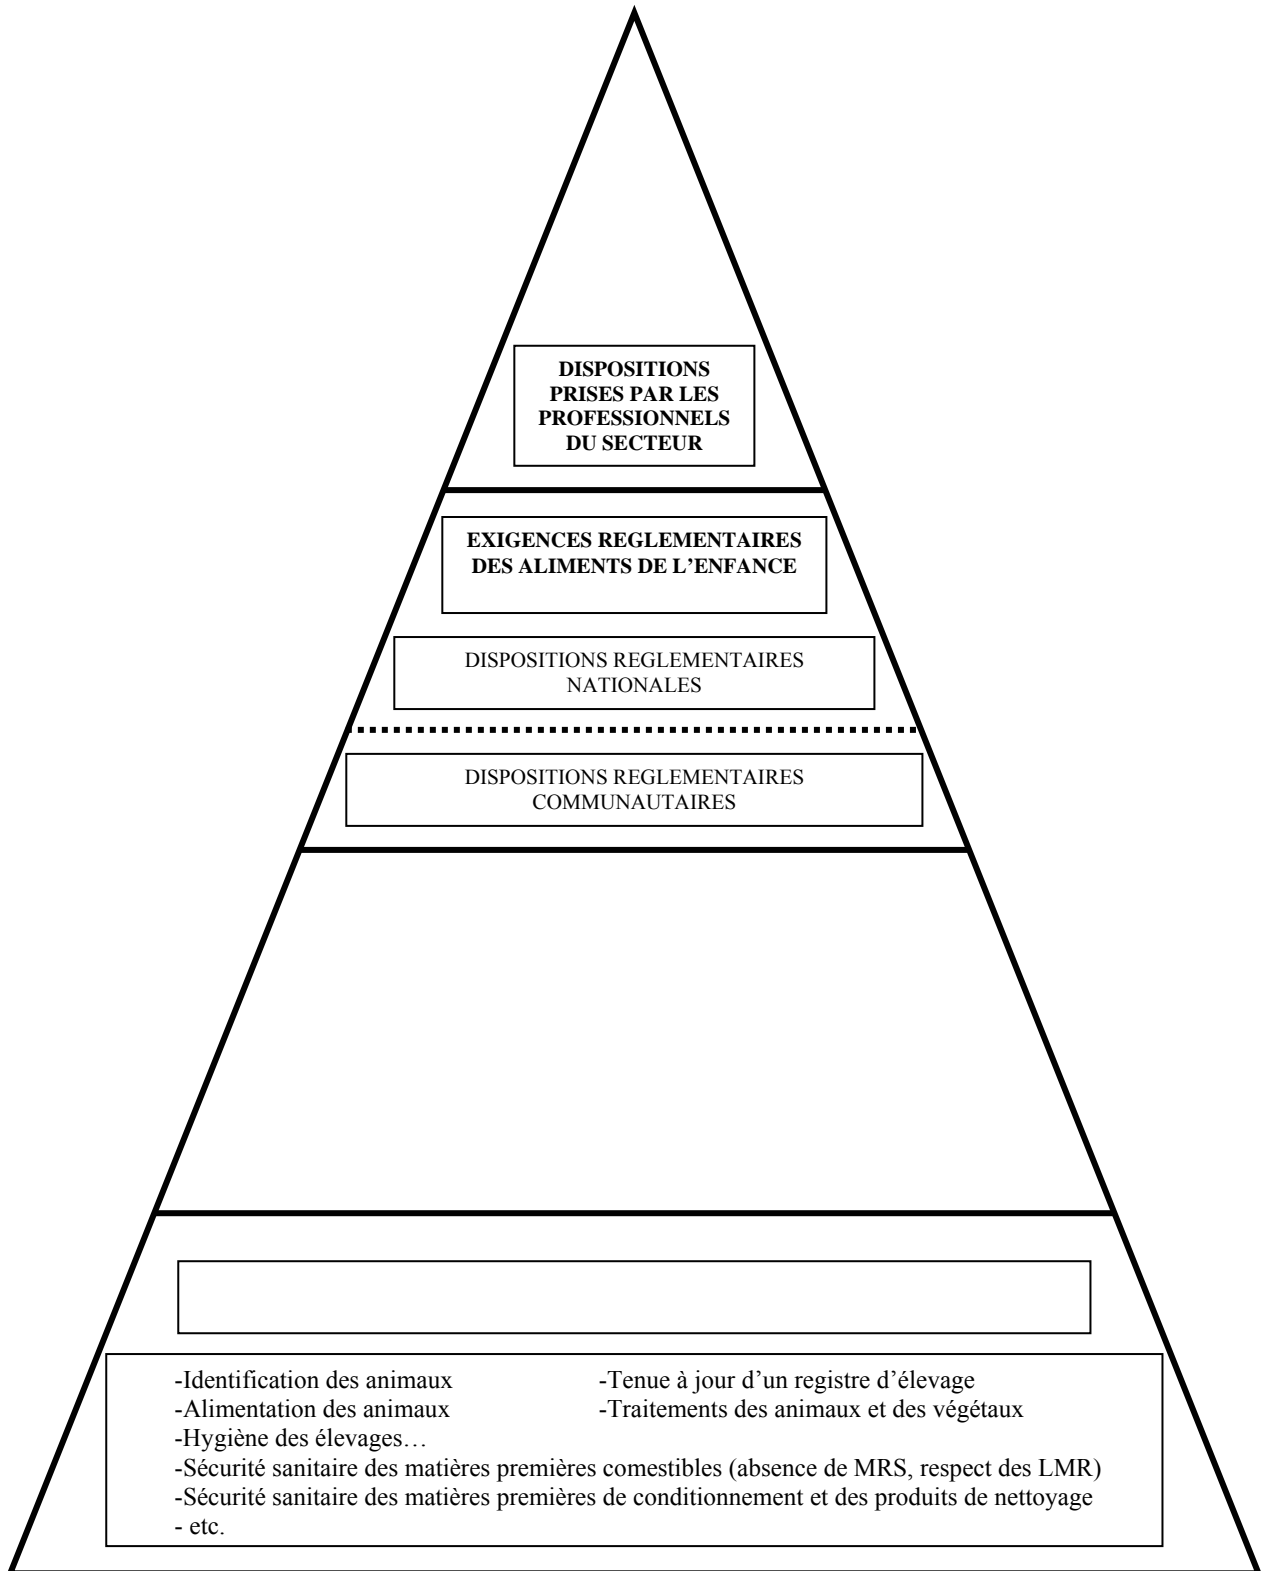 DISPOSITIONS
PRISES PAR LES
PROFESSIONNELS
DU SECTEUR
EXIGENCES REGLEMENTAIRES
DES ALIMENTS DE L’ENFANCE
DISPOSITIONS REGLEMENTAIRES
NATIONALES
DISPOSITIONS REGLEMENTAIRES
COMMUNAUTAIRES
-Identification des animaux -Tenue à jour d’un registre d’élevage
-Alimentation des animaux -Traitements des animaux et des végétaux
-Hygiène des élevages…
-Sécurité sanitaire des matières premières comestibles (absence de MRS, respect des LMR)
-Sécurité sanitaire des matières premières de conditionnement et des produits de nettoyage
- etc.